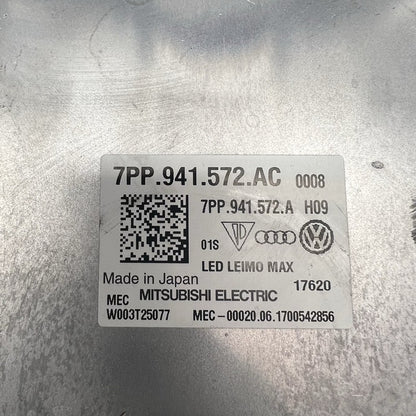 7PP.941.572.AC 0008
7PP.941.572.A H09
01S
LED LEIMO MAX
Made in Japan 17620
MEC MITSUBISHI ELECTRIC
W003T25077 MEC-00020.06.1700542856